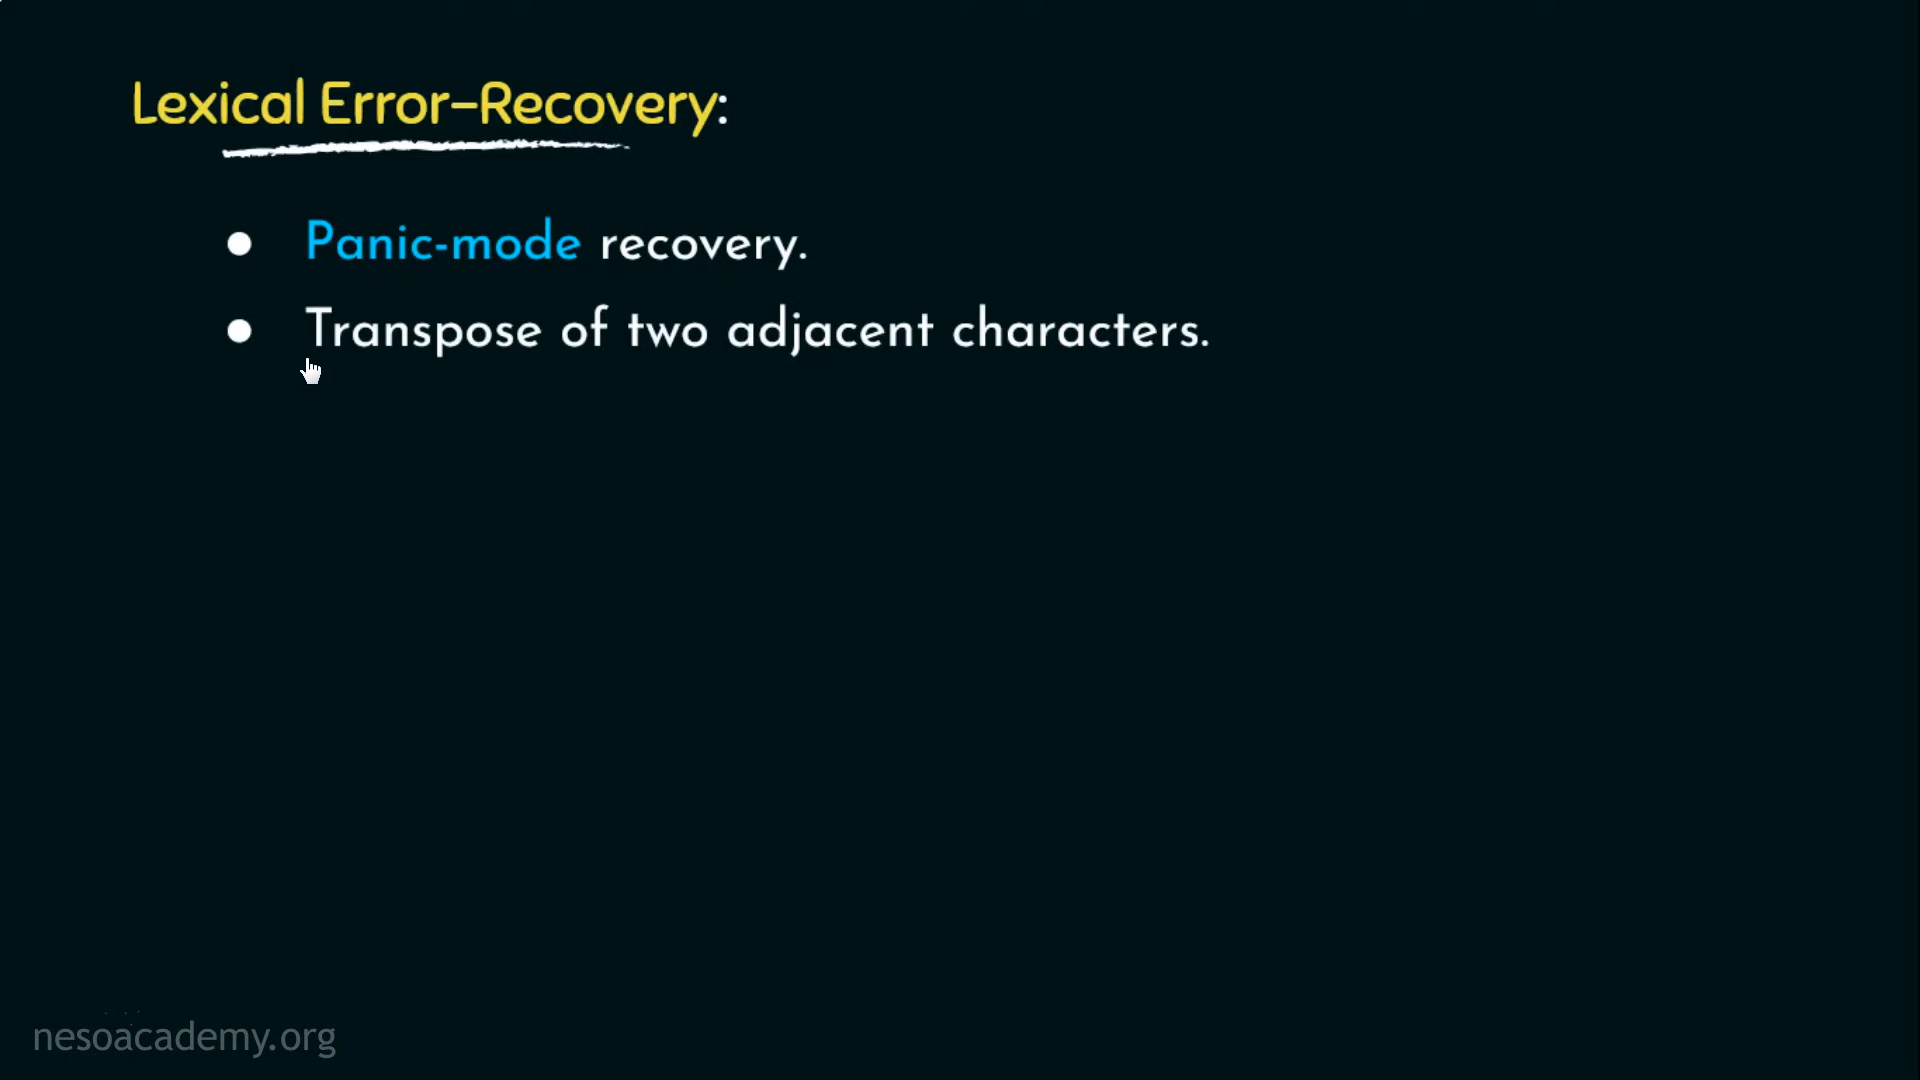 Lexical Error-Recovery:
● Panic-mode recovery.
● Transpose of two adjacent characters.
nesoacademy.org